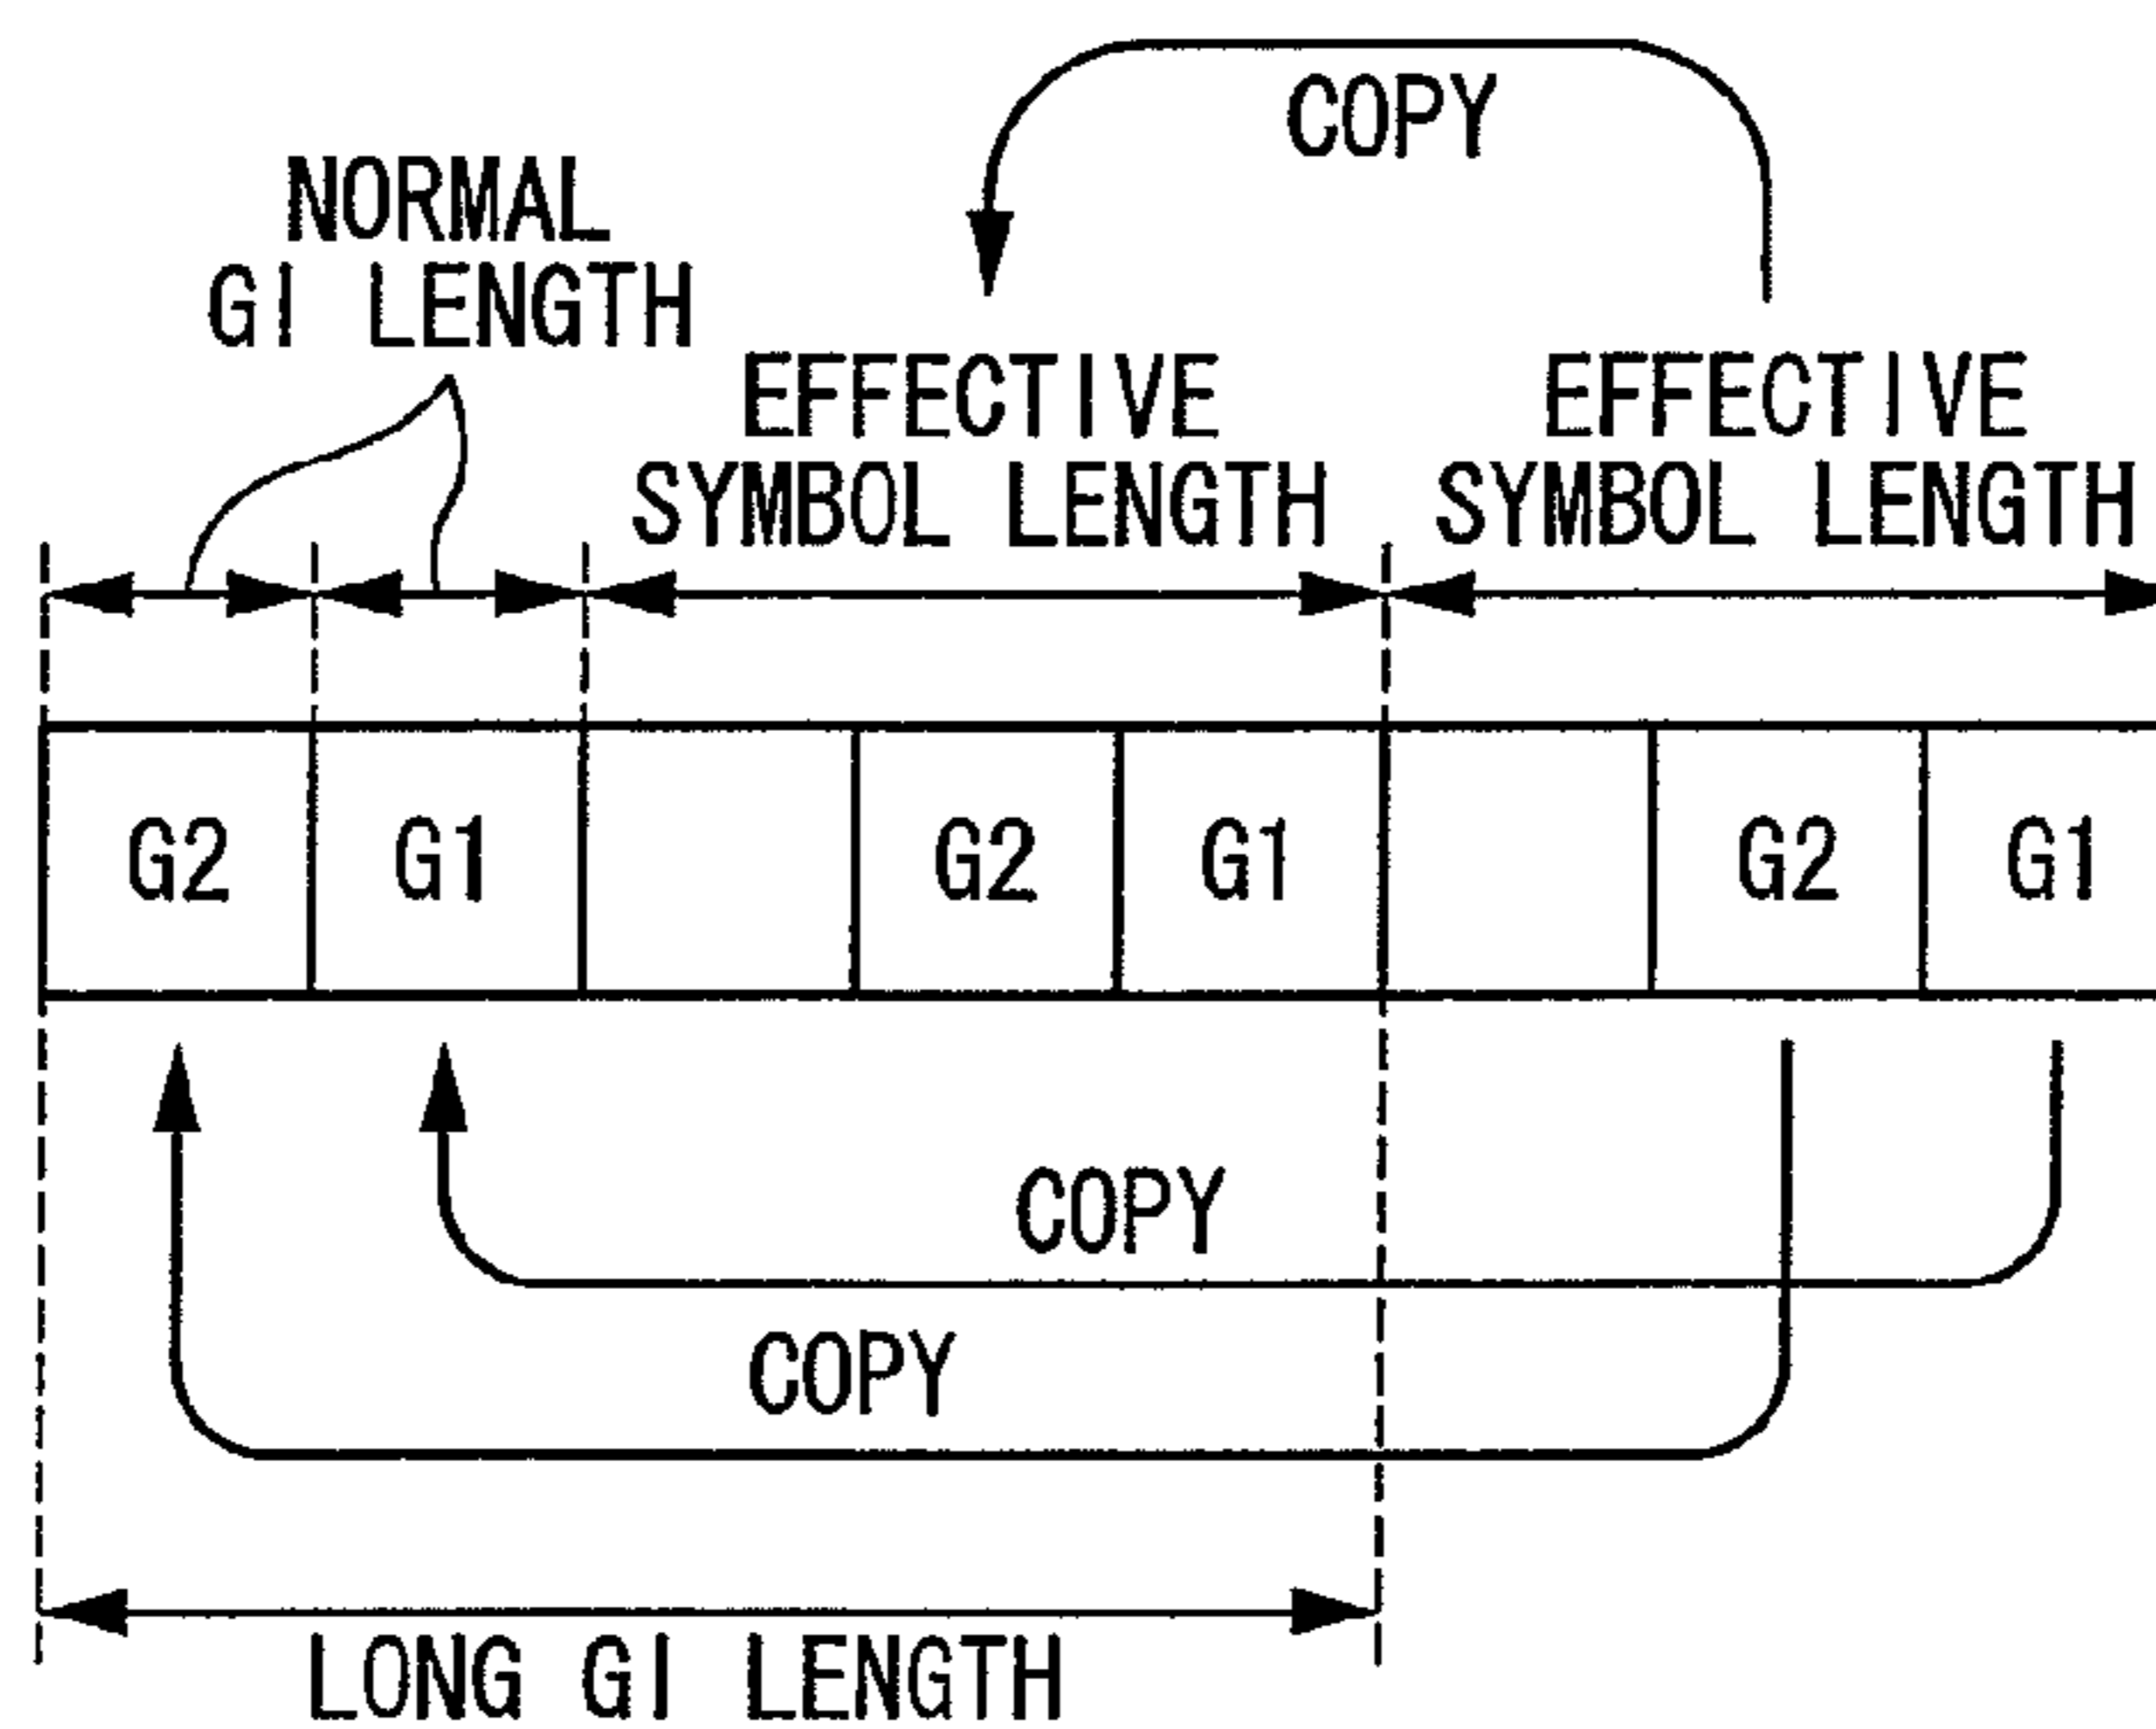 COPY
NORMAL
GI LENGTH
EFFECTIVE
SYMBOL LENGTH
EFFECTIVE
SYMBOL LENGTH
G2 G1 G2 G1 G2 G1
COPY
COPY
LONG GI LENGTH